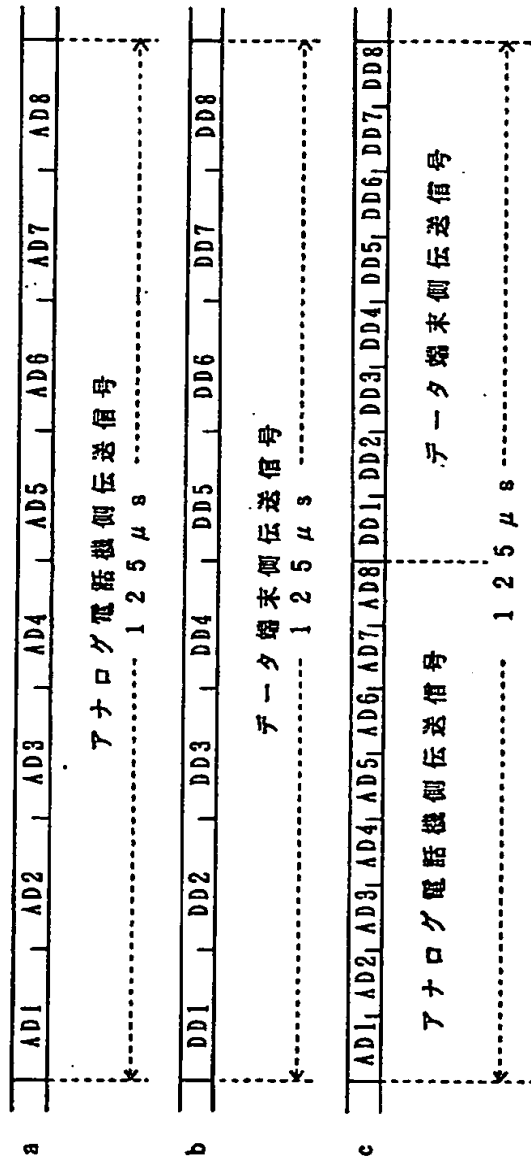 a
AD1 AD2 AD3 AD4 AD5 AD6 AD7 AD8
アナログ電話機側伝送信号
125μs
b
DD1 DD2 DD3 DD4 DD5 DD6 DD7 DD8
データ端末側伝送信号
125μs
c
AD1 AD2 AD3 AD4 AD5 AD6 AD7 AD8 DD1 DD2 DD3 DD4 DD5 DD6 DD7 DD8
アナログ電話機側伝送信号 データ端末側伝送信号
125μs